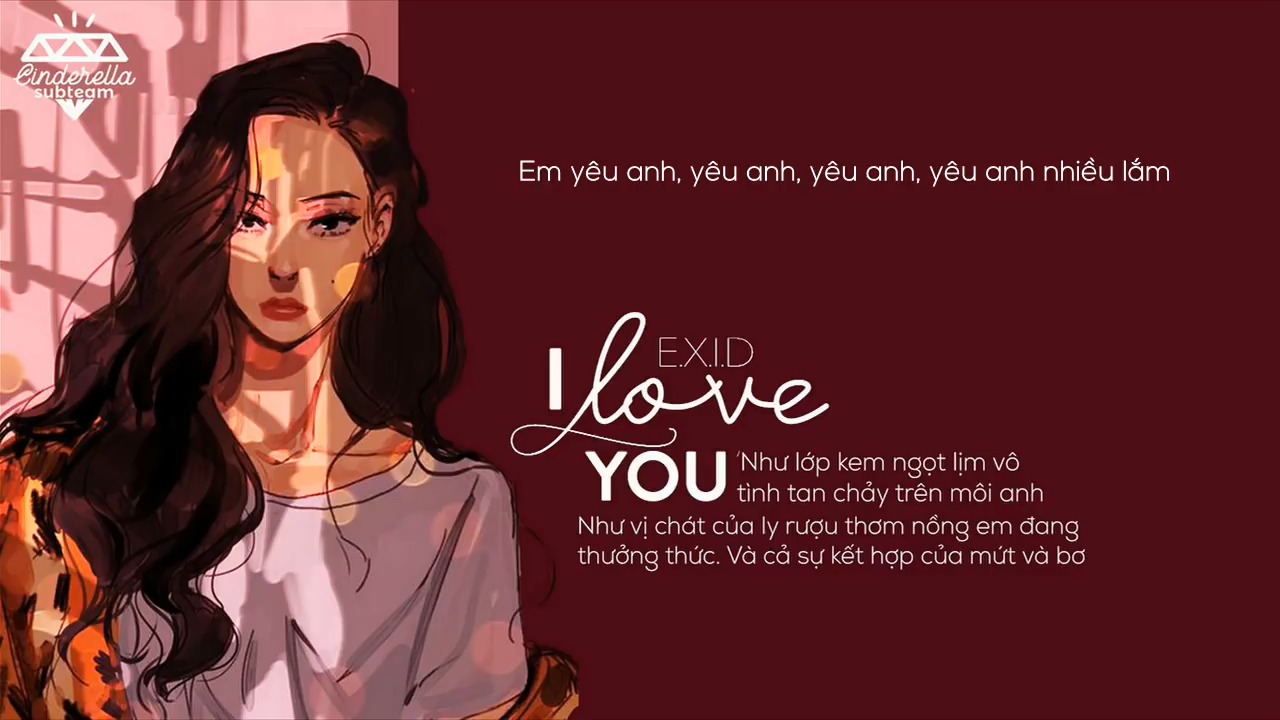 Cinderella
subteam
Em yêu anh, yêu anh, yêu anh, yêu anh nhiều lắm
E.X.I.D
I love
YOU
'Như lớp kem ngọt lịm vô
tình tan chảy trên môi anh
Như vị chát của ly rượu thơm nồng em đang
thưởng thức. Và cả sự kết hợp của mứt và bơ